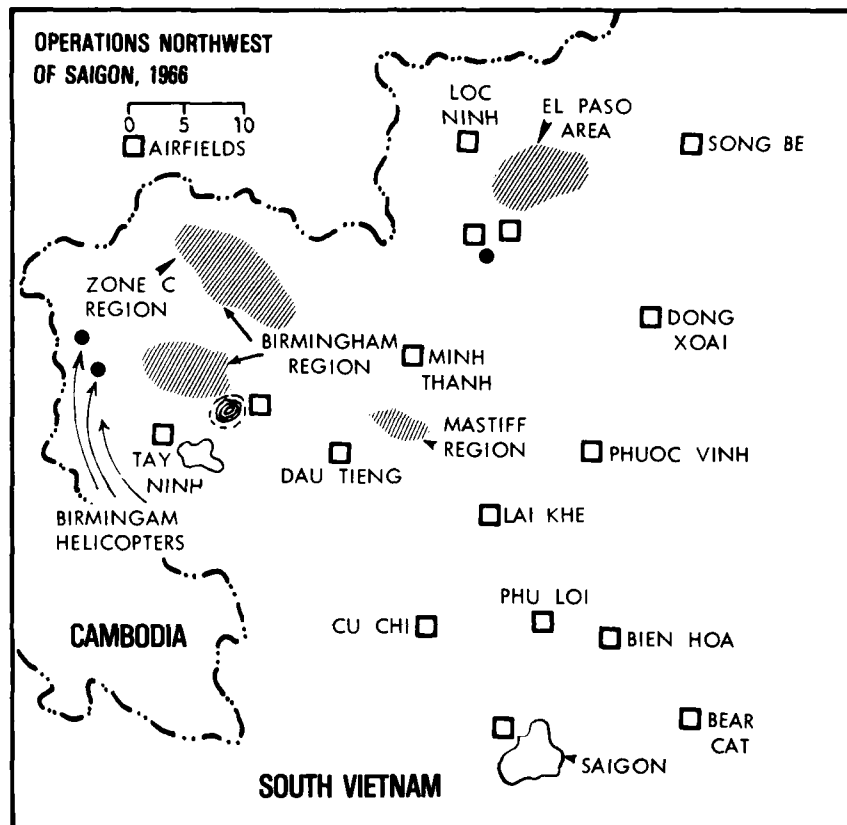 OPERATIONS NORTHWEST
OF SAIGON, 1966
0 5 10
AIRFIELDS
LOC
NINH
EL PASO
AREA
SONG BE
ZONE C
REGION
BIRMINGHAM
REGION
MINH
THANH
DONG
XOAI
MASTIFF
REGION
TAY
NINH
DAU TIENG
PHUOC VINH
BIRMINGAM
HELICOPTERS
LAI KHE
CAMBODIA
CU CHI
PHU LOI
BIEN HOA
BEAR
CAT
SAIGON
SOUTH VIETNAM